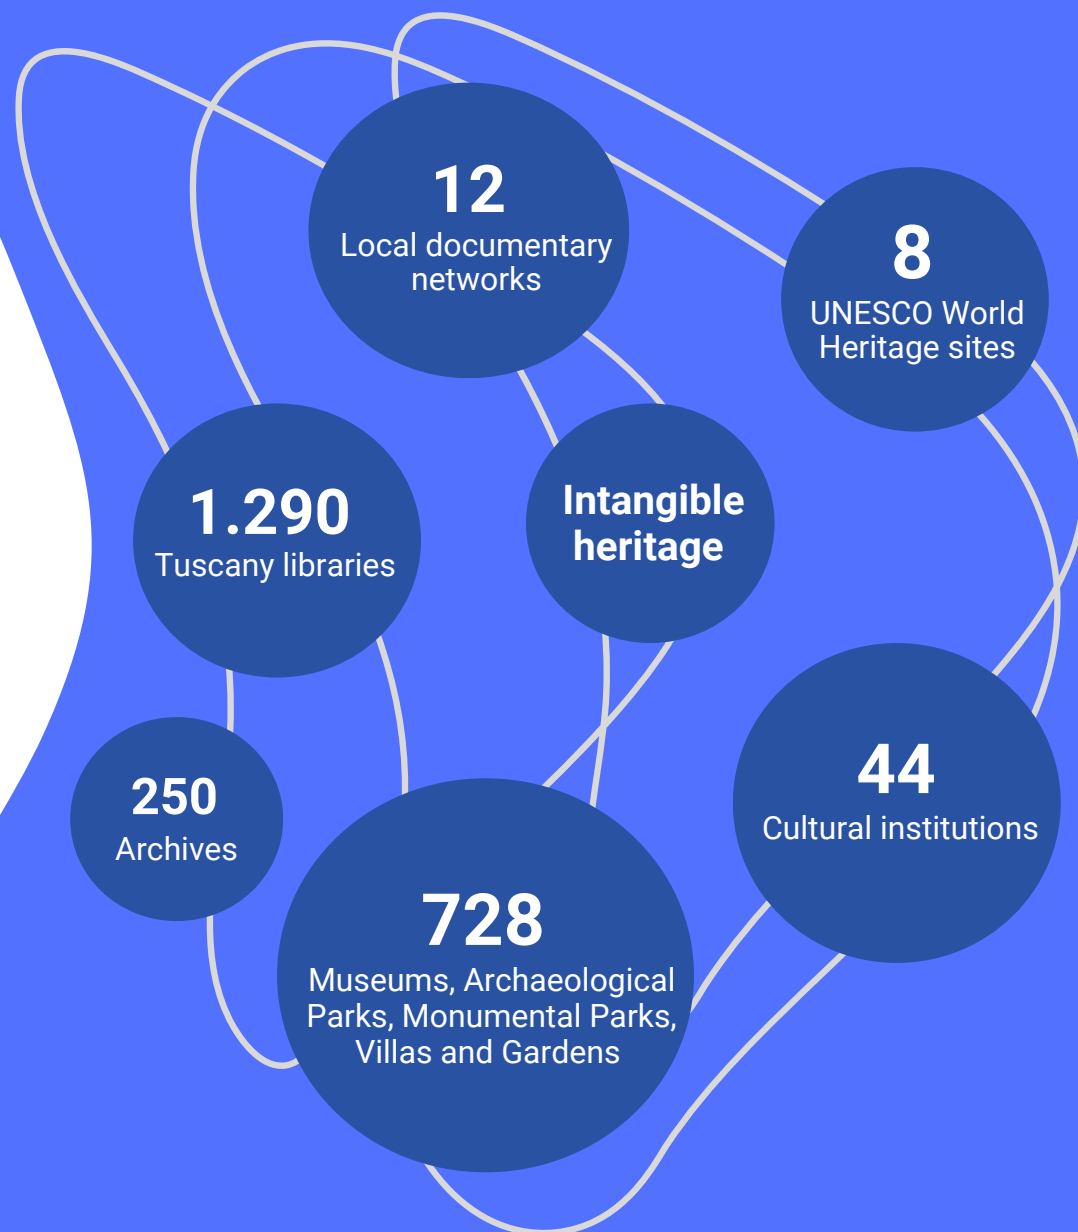 12
Local documentary
networks
8
UNESCO World
Heritage sites
1.290
Tuscany libraries
Intangible
heritage
250
Archives
44
Cultural institutions
728
Museums, Archaeological
Parks, Monumental Parks,
Villas and Gardens